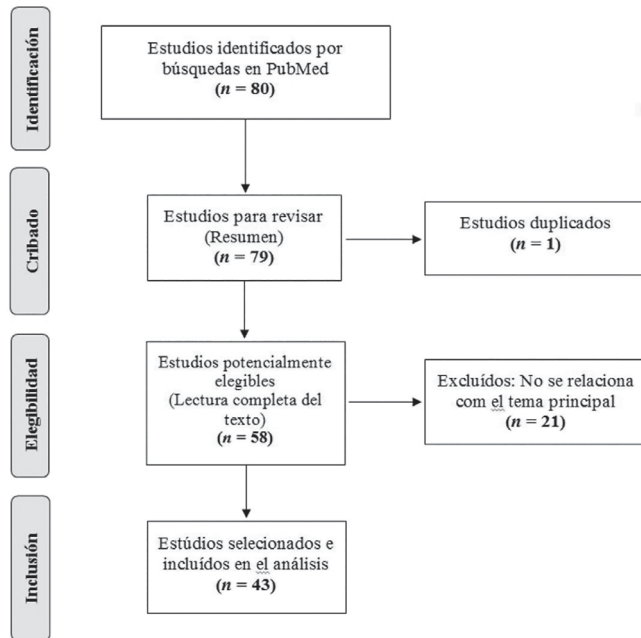 Identificación
Estudios identificados por
búsquedas en PubMed
(n = 80)
Cribado
Estudios para revisar
(Resumen)
(n = 79)
Estudios duplicados
(n = 1)
Elegibilidad
Estudios potencialmente
elegibles
(Lectura completa del
texto)
(n = 58)
Excluídos: No se relaciona
com el tema principal
(n = 21)
Inclusión
Estúdios selecionados e
incluídos en el análisis
(n = 43)